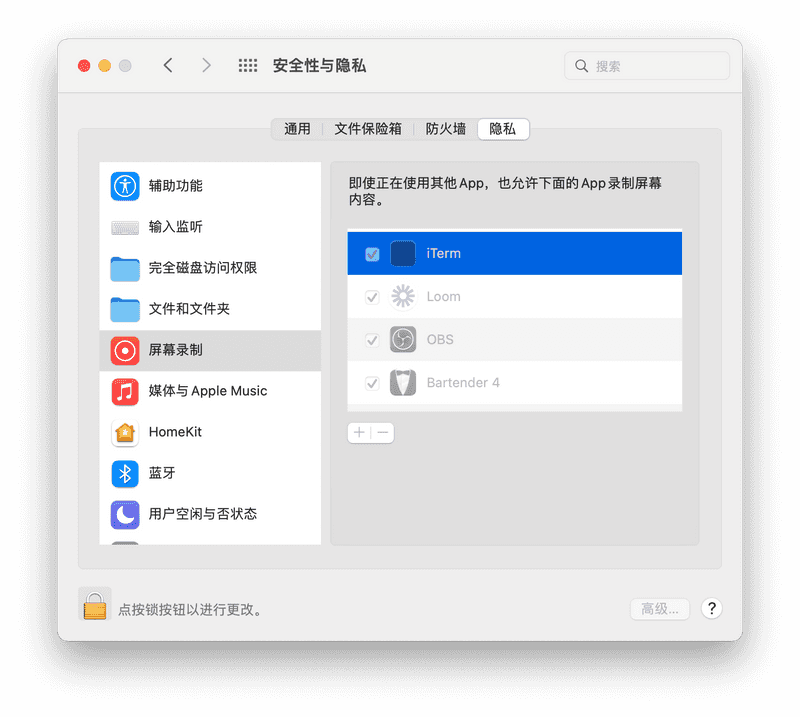 安全性与隐私
搜索
通用
文件保险箱
防火墙
隐私
辅助功能
输入监听
完全磁盘访问权限
文件和文件夹
屏幕录制
媒体与 Apple Music
HomeKit
蓝牙
用户空闲与否状态
即使正在使用其他 App，也允许下面的 App 录制屏幕
内容。
iTerm
Loom
OBS
Bartender 4
点按锁按钮以进行更改。
高级...
?